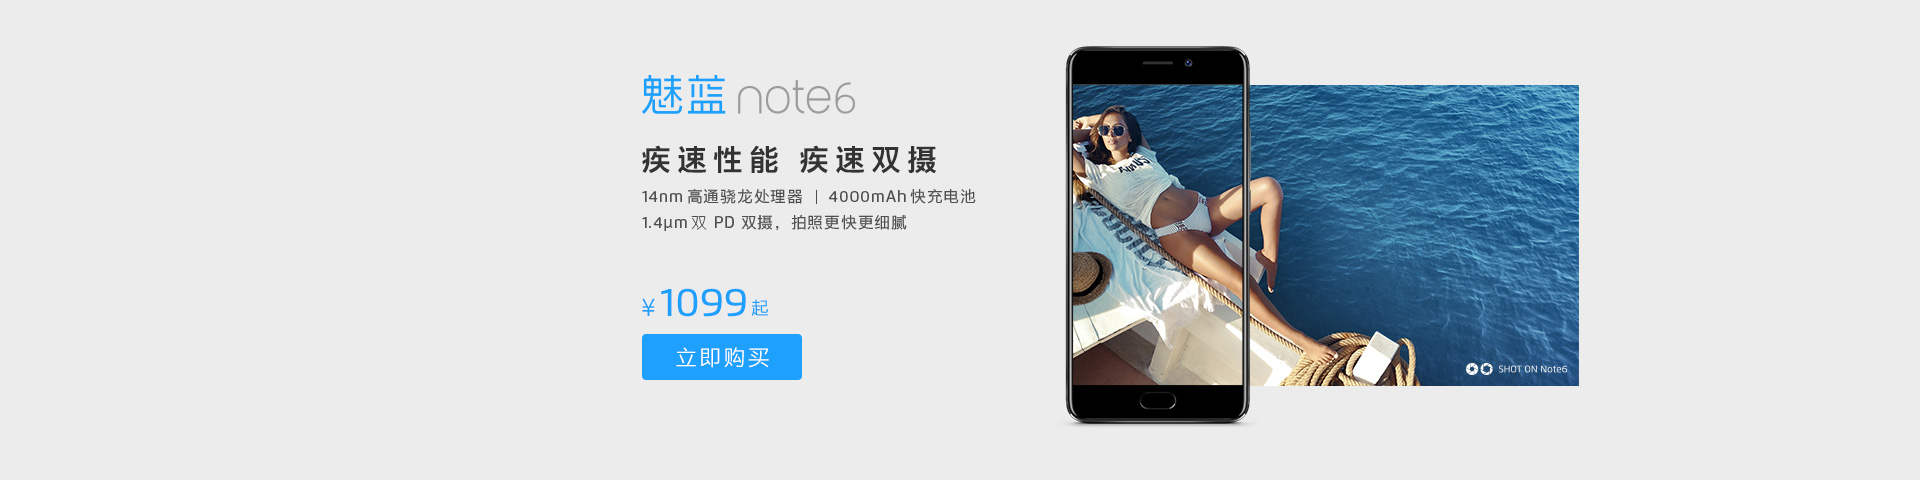 魅蓝 note6
疾速性能 疾速双摄
14nm 高通骁龙处理器 | 4000mAh 快充电池
1.4μm 双 PD 双摄，拍照更快更细腻
¥1099起
立即购买
SHOT ON Note6